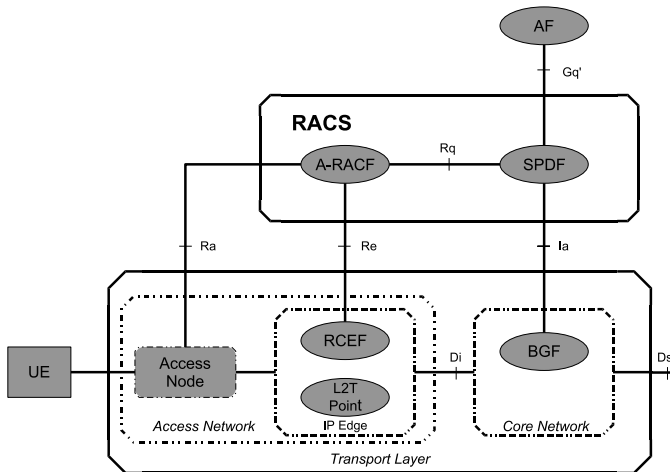 AF
Gq'
RACS
A-RACF
Rq
SPDF
Ra
Re
Ia
RCEF
BGF
UE
Access
Node
Di
Ds
L2T
Point
IP Edge
Access Network
Core Network
Transport Layer